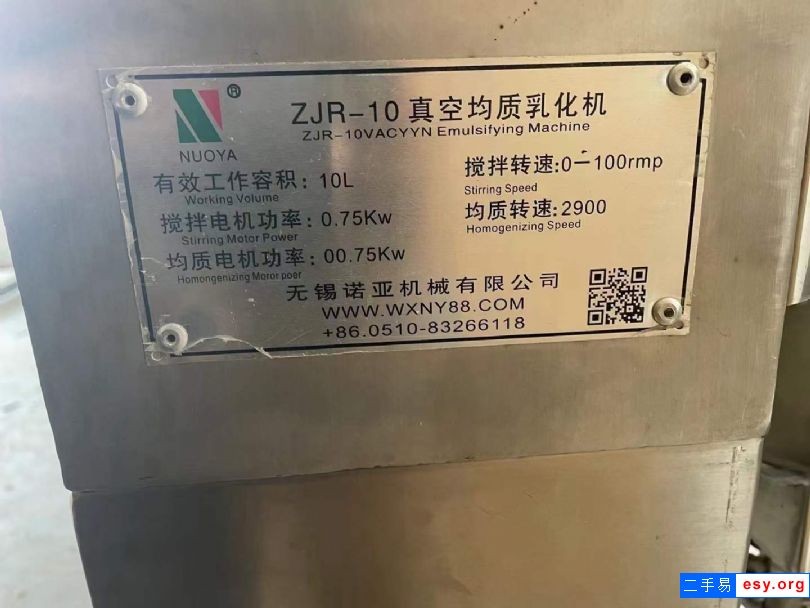 NUOYA
®
ZJR-10 真空均质乳化机
ZJR-10VACYYN Emulsifying Machine
有效工作容积: 10L
Working Volume
搅拌电机功率: 0.75Kw
Stirring Motor Power
均质电机功率: 00.75Kw
Homongenizing Meror poer
搅拌转速:0—100rmp
Stirring Speed
均质转速:2900
Homogenizing Speed
无锡诺亚机械有限公司
WWW.WXNY88.COM
+86.0510-83266118
二手易 esy.org